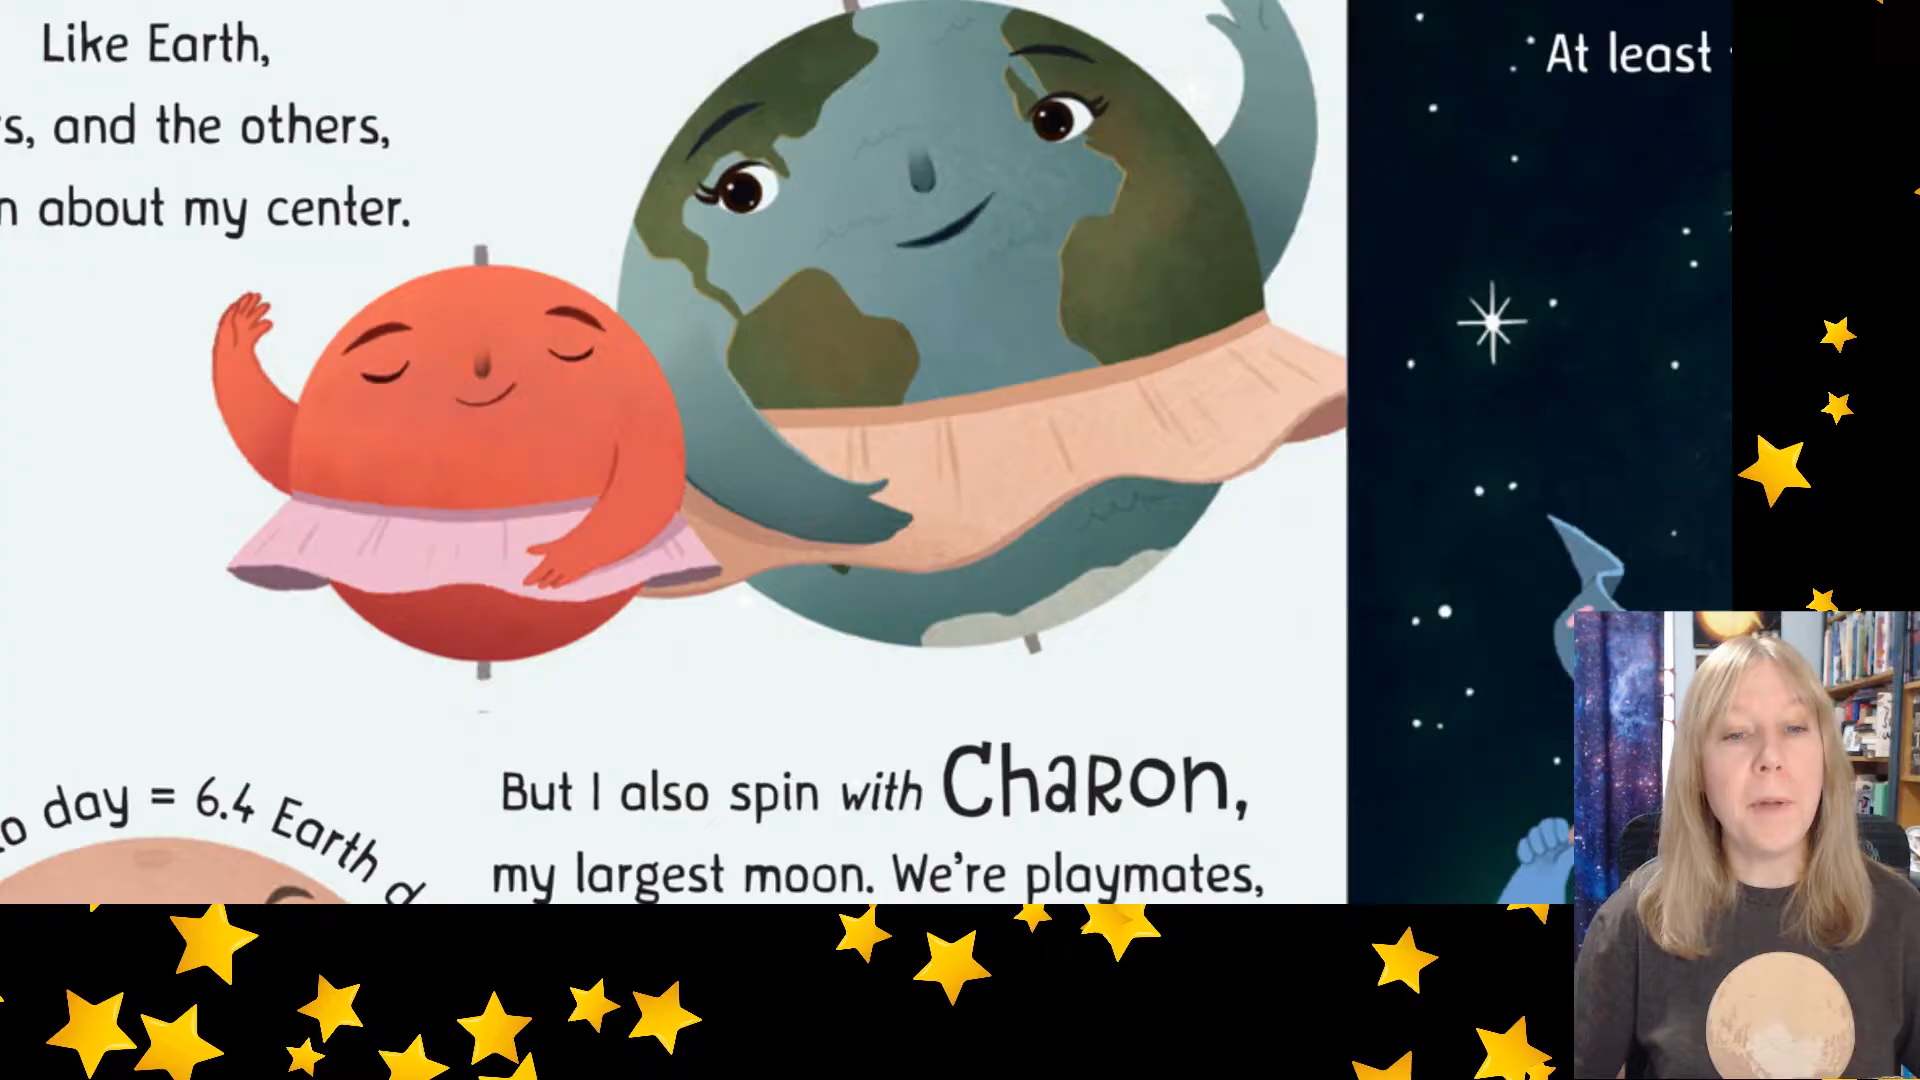 Like Earth,
s, and the others,
n about my center.
o day = 6.4 Earth d
But I also spin with Charon,
my largest moon. We're playmates,
At least